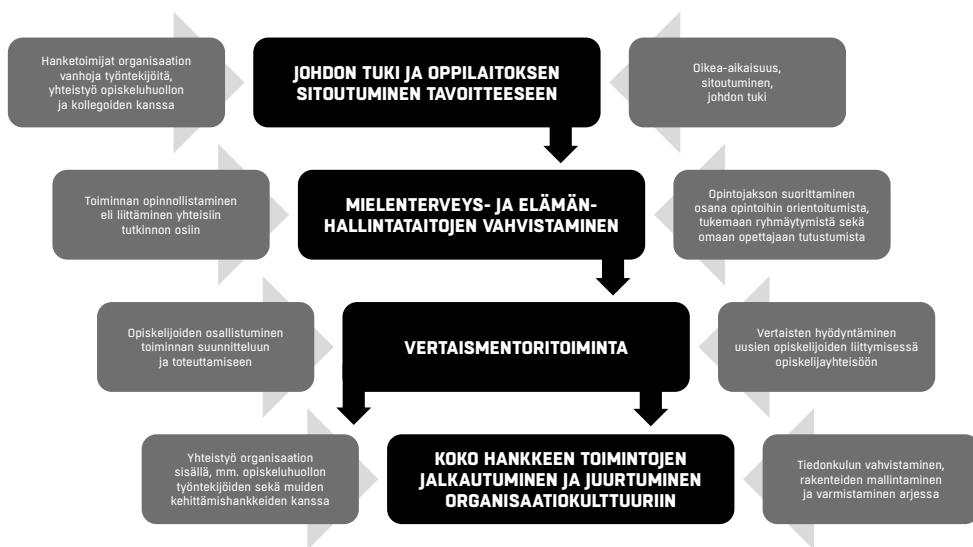 Hanketoimijat organisaation
vanhoja työntekijöitä,
yhteistyö opiskeluhuollon
ja kollegoiden kanssa
JOHDON TUKI JA OPPILAITOKSEN
SITOUTUMINEN TAVOITTEESEEN
Oikea-aikaisuus,
sitoutuminen,
johdon tuki
Toiminnan opinnollistaminen
eli liittäminen yhteisiin
tutkinnon osiin
MIELENTERVEYS- JA ELÄMÄN-
HALLINTATAITOJEN VAHVISTAMINEN
Opintojakson suorittaminen
osana opintoihin orientoitumista,
tukemaan ryhmäytymistä sekä
omaan opettajaan tutustumista
Opiskelijoiden osallistuminen
toiminnan suunnitteluun
ja toteuttamiseen
VERTAISMENTORITOIMINTA
Vertaisten hyödyntäminen
uusien opiskelijoiden liittymisessä
opiskelijayhteisöön
Yhteistyö organisaation
sisällä, mm. opiskeluhuollon
työntekijöiden sekä muiden
kehittämishankkeiden kanssa
KOKO HANKKEEN TOIMINTOJEN
JALKAUTUMINEN JA JUURTUMINEN
ORGANISAATIOKULTTUURIIN
Tiedonkulun vahvistaminen,
rakenteiden mallintaminen
ja varmistaminen arjessa